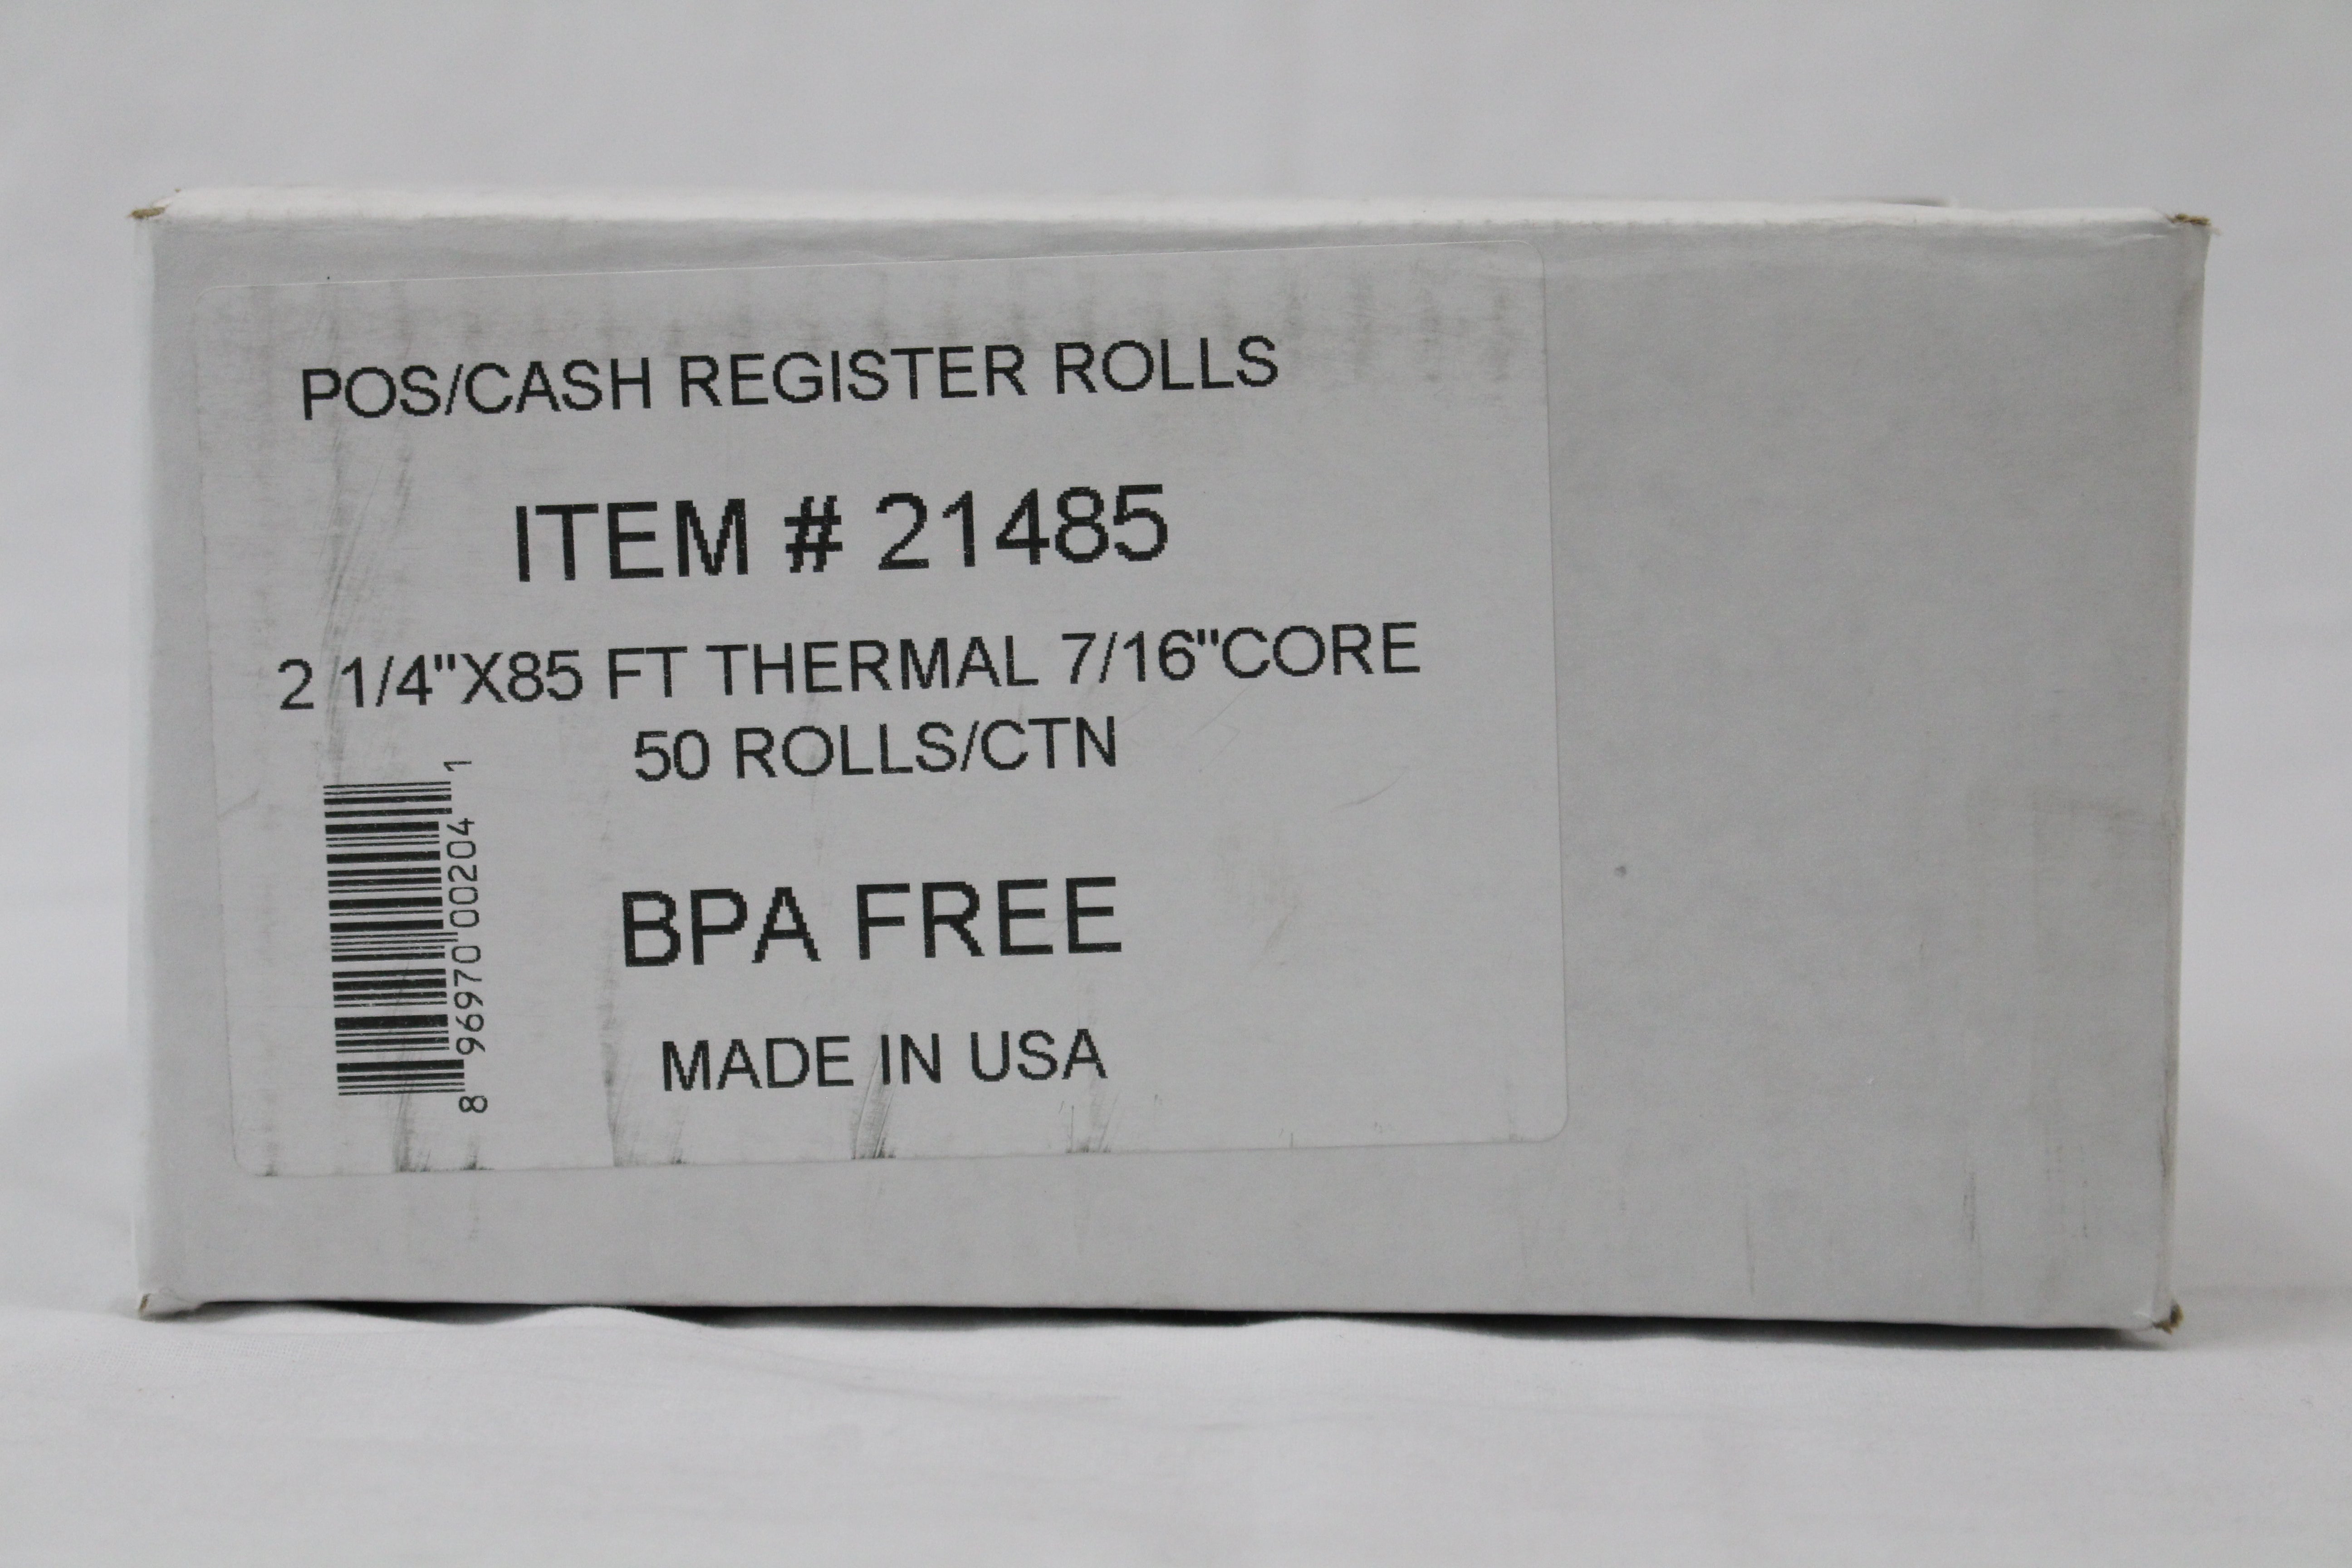 POS/CASH REGISTER ROLLS
ITEM # 21485
2 1/4"X85 FT THERMAL 7/16"CORE
50 ROLLS/CTN
BPA FREE
MADE IN USA
8 96970 00204 1